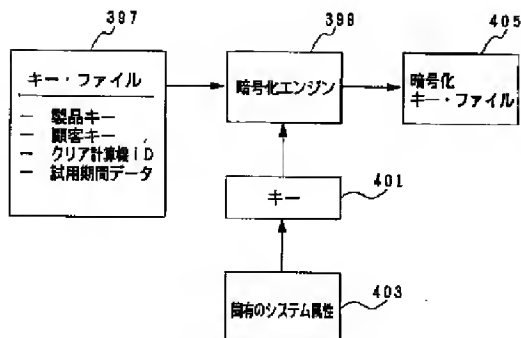 397
キー・ファイル
— 製品キー
— 顧客キー
— クリア計算機ID
— 試用期間データ
398
暗号化エンジン
405
暗号化
キー・ファイル
401
キー
403
固有のシステム属性